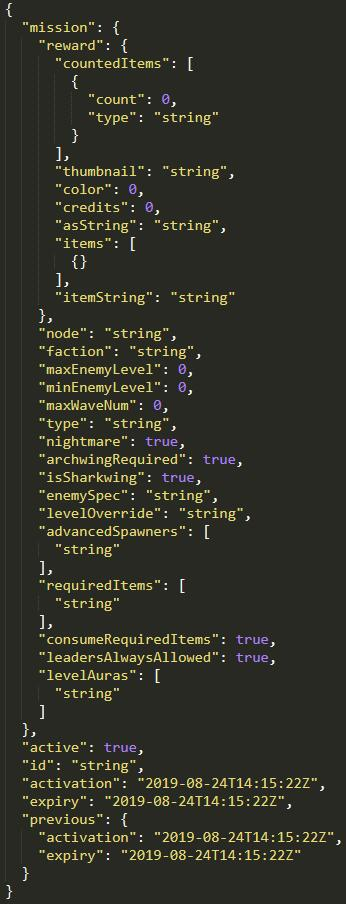 {
  "mission": {
    "reward": {
      "countedItems": [
        {
          "count": 0,
          "type": "string"
        }
      ],
      "thumbnail": "string",
      "color": 0,
      "credits": 0,
      "asString": "string",
      "items": [
        {}
      ],
      "itemString": "string"
    },
    "node": "string",
    "faction": "string",
    "maxEnemyLevel": 0,
    "minEnemyLevel": 0,
    "maxWaveNum": 0,
    "type": "string",
    "nightmare": true,
    "archwingRequired": true,
    "isSharkwing": true,
    "enemySpec": "string",
    "levelOverride": "string",
    "advancedSpawners": [
      "string"
    ],
    "requiredItems": [
      "string"
    ],
    "consumeRequiredItems": true,
    "leadersAlwaysAllowed": true,
    "levelAuras": [
      "string"
    ]
  },
  "active": true,
  "id": "string",
  "activation": "2019-08-24T14:15:22Z",
  "expiry": "2019-08-24T14:15:22Z",
  "previous": {
    "activation": "2019-08-24T14:15:22Z",
    "expiry": "2019-08-24T14:15:22Z"
  }
}